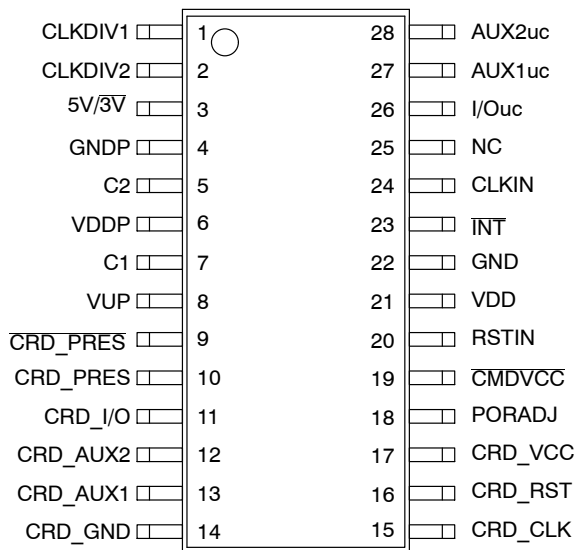 CLKDIV1 1 28 AUX2uc
CLKDIV2 2 27 AUX1uc
5V/3V 3 26 I/Ouc
GNDP 4 25 NC
C2 5 24 CLKIN
VDDP 6 23 INT
C1 7 22 GND
VUP 8 21 VDD
CRD_PRES 9 20 RSTIN
CRD_PRES 10 19 CMDVCC
CRD_I/O 11 18 PORADJ
CRD_AUX2 12 17 CRD_VCC
CRD_AUX1 13 16 CRD_RST
CRD_GND 14 15 CRD_CLK